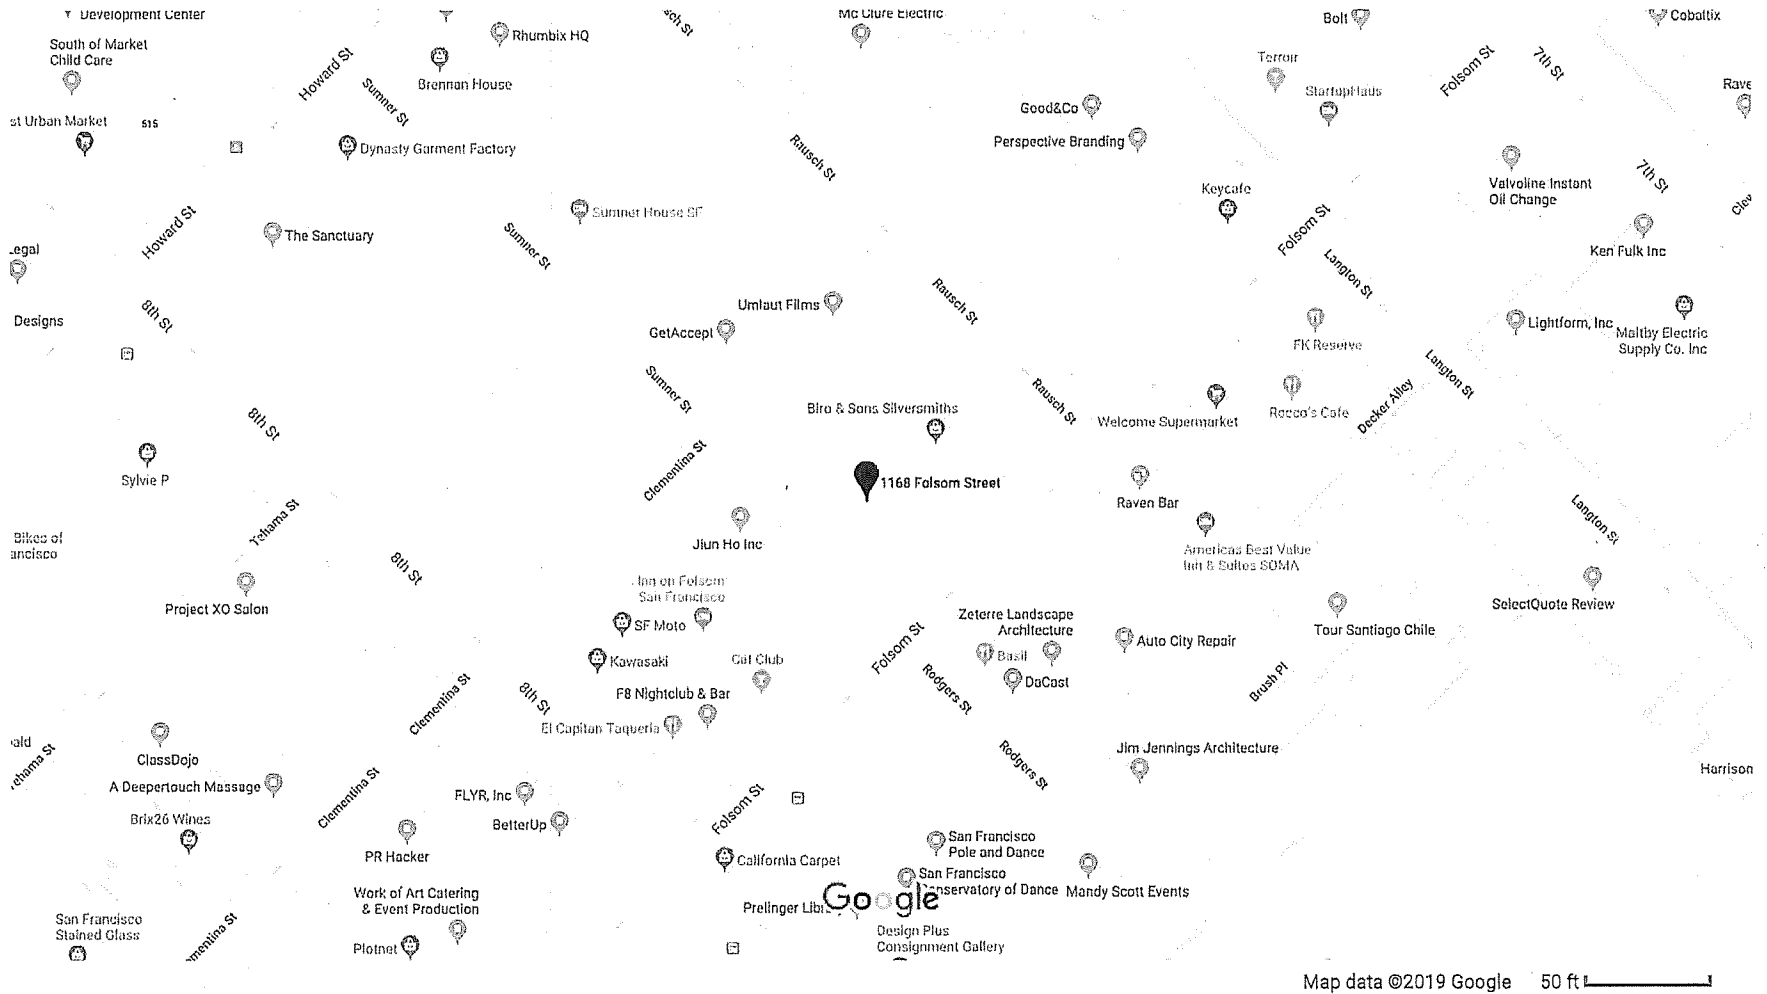 Development Center
South of Market
Child Care
Howard St
Sumner St
Brennan House
Rhumbix HQ
Mc Clure Electric
Bolt
Cobaltix
Terroir
StartupHaus
Folsom St
7th St
Good&Co
Perspective Branding
st Urban Market
515
Dynasty Garment Factory
Rausch St
Keycafe
Valvoline Instant
Oil Change
7th St
Howard St
The Sanctuary
Sumner House SF
Sumner St
Folsom St
Langton St
Ken Fulk Inc
egal
Designs
8th St
Umlaut Films
GetAccept
Rausch St
FK Reserve
Lightform, Inc
Maltby Electric
Supply Co. Inc
Sumner St
Biro & Sons Silversmiths
Rausch St
Welcome Supermarket
Rocco's Cafe
Decker Alley
Langton St
8th St
Sylvie P
Clementina St
1168 Folsom Street
Raven Bar
Tehama St
Jiun Ho Inc
Americas Best Value
Inn & Suites SOMA
Langton St
Bikes of
ancisco
8th St
Project XO Salon
Inn on Folsom
San Francisco
SF Moto
Kawasaki
Cat Club
Folsom St
Zeterre Landscape
Architecture
Basil
DaCast
Auto City Repair
Tour Santiago Chile
SelectQuote Review
Clementina St
8th St
F8 Nightclub & Bar
El Capitan Taqueria
Rodgers St
Brush Pl
ald
ehama St
ClassDojo
A Deepertouch Massage
Brix26 Wines
Clementina St
FLYR, Inc
BetterUp
Folsom St
Rodgers St
Jim Jennings Architecture
Harrison
PR Hacker
California Carpet
San Francisco
Pole and Dance
San Francisco
onservatory of Dance
Mandy Scott Events
Work of Art Catering
& Event Production
Prelinger Lib
Google
San Francisco
Stained Glass
mentina St
Plotnet
Design Plus
Consignment Gallery
Map data ©2019 Google
50 ft